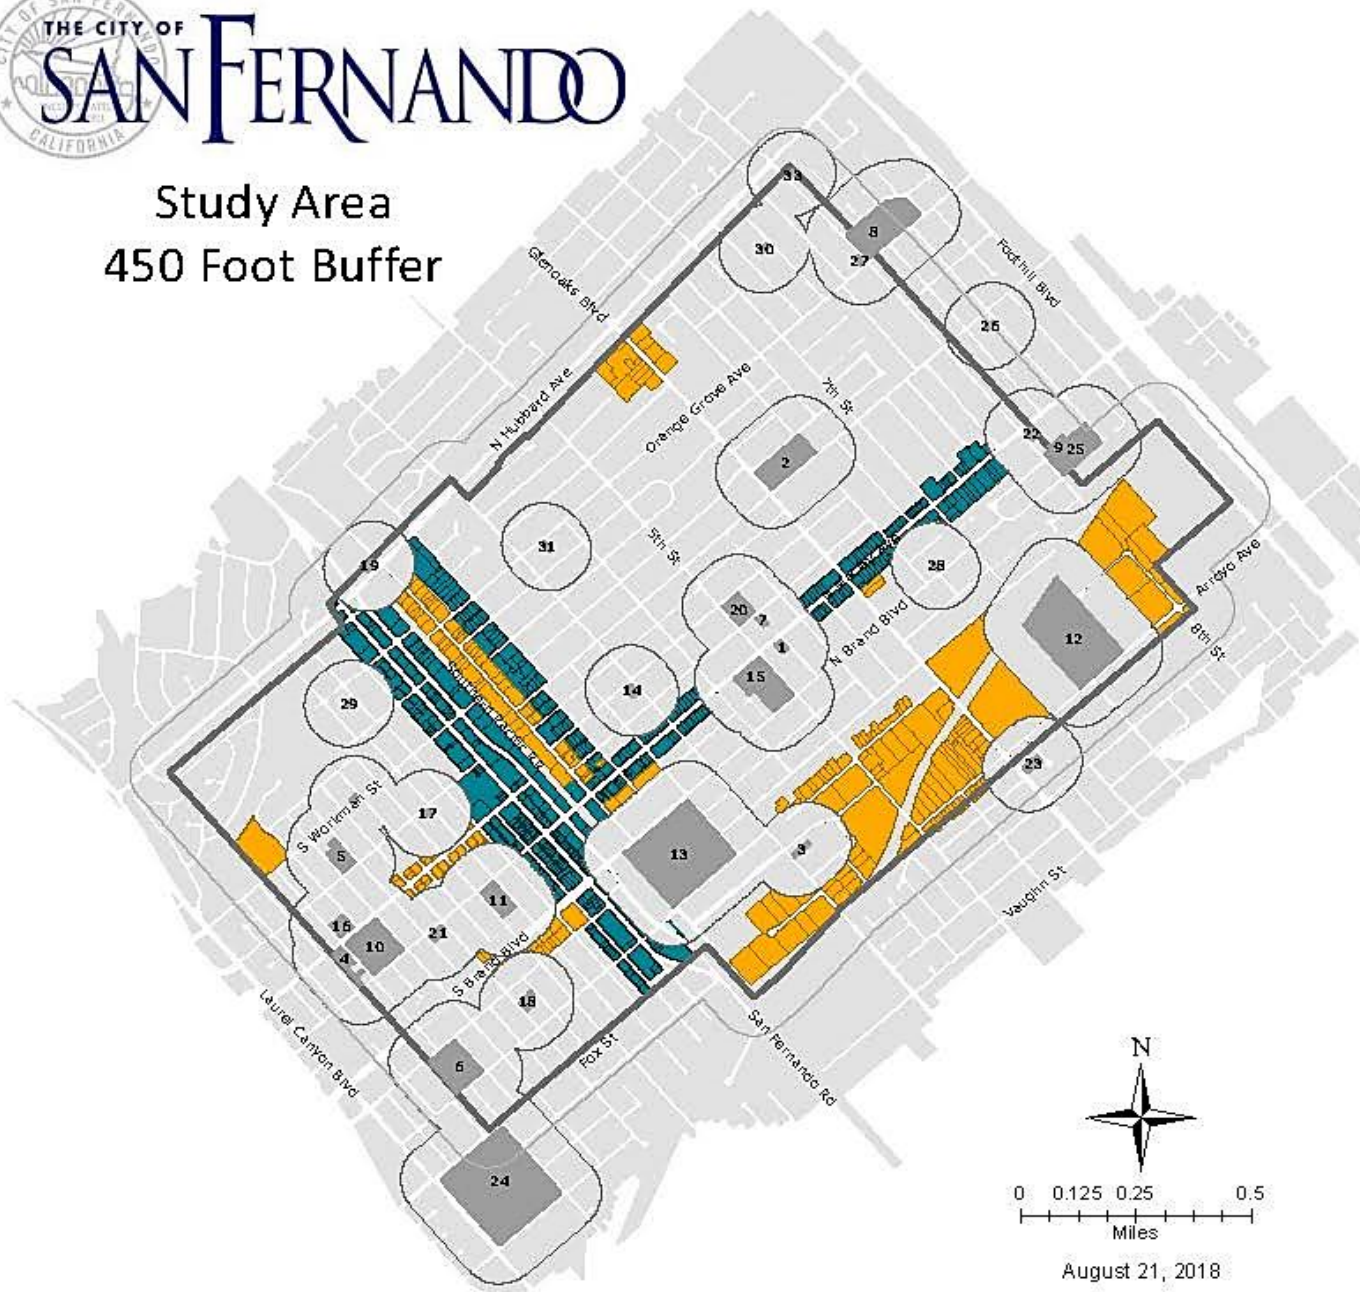 THE CITY OF
SAN FERNANDO
CALIFORNIA
Study Area
450 Foot Buffer
33
8
30
27
Glenoaks Blvd
Foothill Blvd
26
N Hubbard Ave
Orange Grove Ave
7th St
22
9 25
2
5th St
31
19
28
Arroyo Ave
20
7
1
N Brand Blvd
12
8th St
14
15
29
23
S Workman St
17
5
13
3
11
16
10
21
4
Vaughn St
S Brand Blvd
18
Laurel Canyon Blvd
San Fernando Rd
Fox St
6
24
N
0 0.125 0.25 0.5
Miles
August 21, 2018